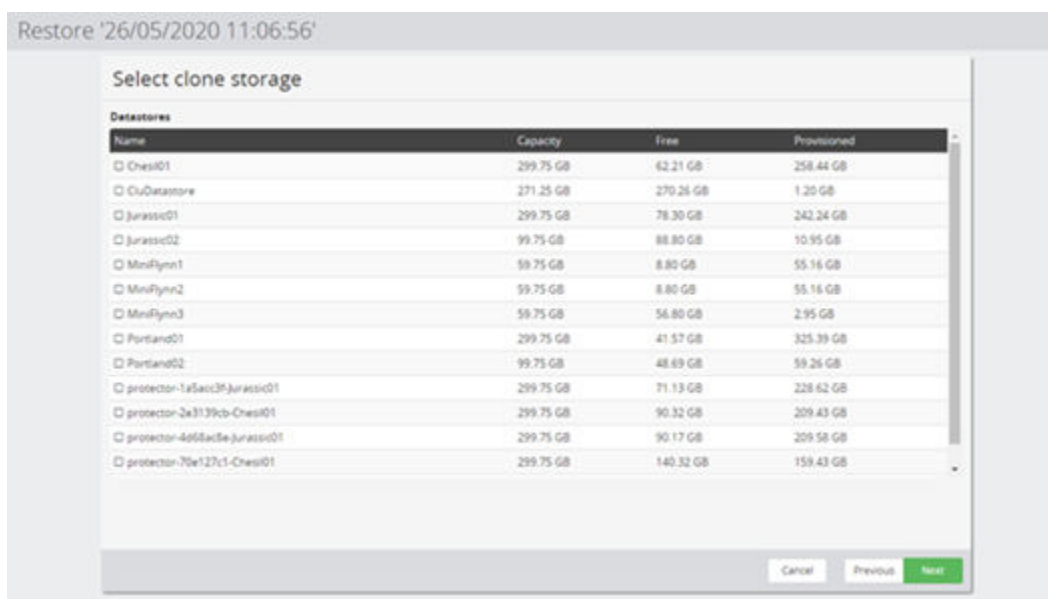 Restore '26/05/2020 11:06:56'
Select clone storage
Datastores
Name Capacity Free Provisioned
Chesil01 299.75 GB 62.21 GB 258.44 GB
CluDatastore 271.25 GB 270.26 GB 1.20 GB
Jurassic01 299.75 GB 78.30 GB 242.24 GB
Jurassic02 99.75 GB 88.80 GB 10.95 GB
MiniFlynn1 59.75 GB 8.80 GB 55.16 GB
MiniFlynn2 59.75 GB 8.80 GB 55.16 GB
MiniFlynn3 59.75 GB 56.80 GB 2.95 GB
Portland01 299.75 GB 41.57 GB 325.39 GB
Portland02 99.75 GB 48.69 GB 59.26 GB
protector-1a5acc3f-Jurassic01 299.75 GB 71.13 GB 228.62 GB
protector-2e3139cb-Chesil01 299.75 GB 90.32 GB 209.43 GB
protector-4d68ac8e-Jurassic01 299.75 GB 90.17 GB 209.58 GB
protector-70e127c1-Chesil01 299.75 GB 140.32 GB 159.43 GB
Cancel Previous Next